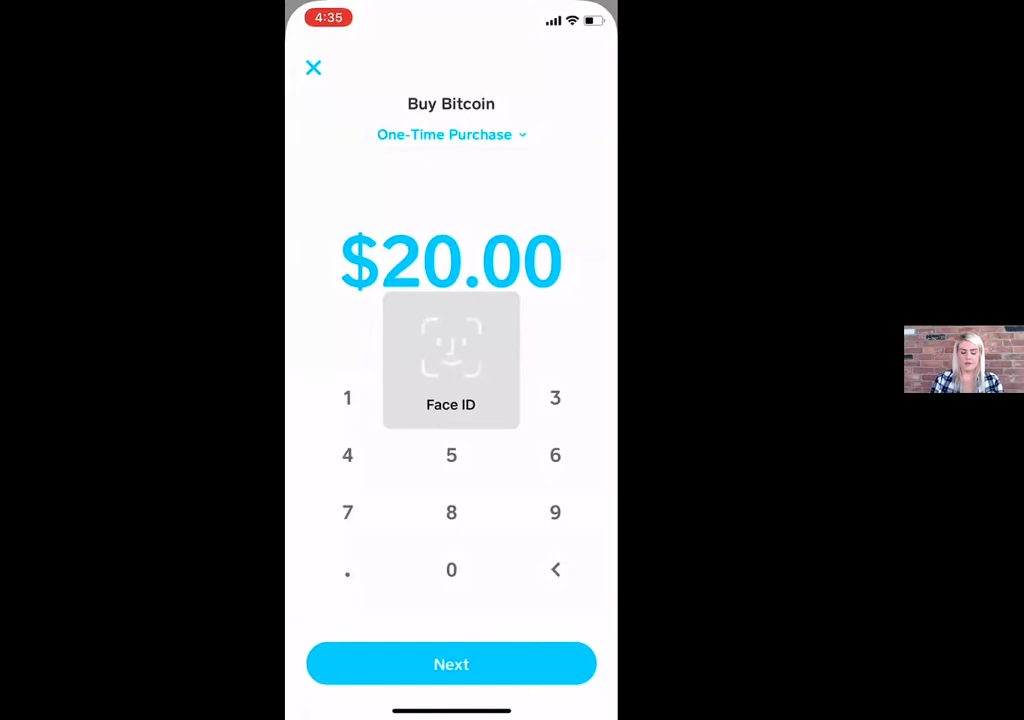 4:35
Buy Bitcoin
One-Time Purchase
$20.00
Face ID
1 3
4 5 6
7 8 9
. 0 <
Next